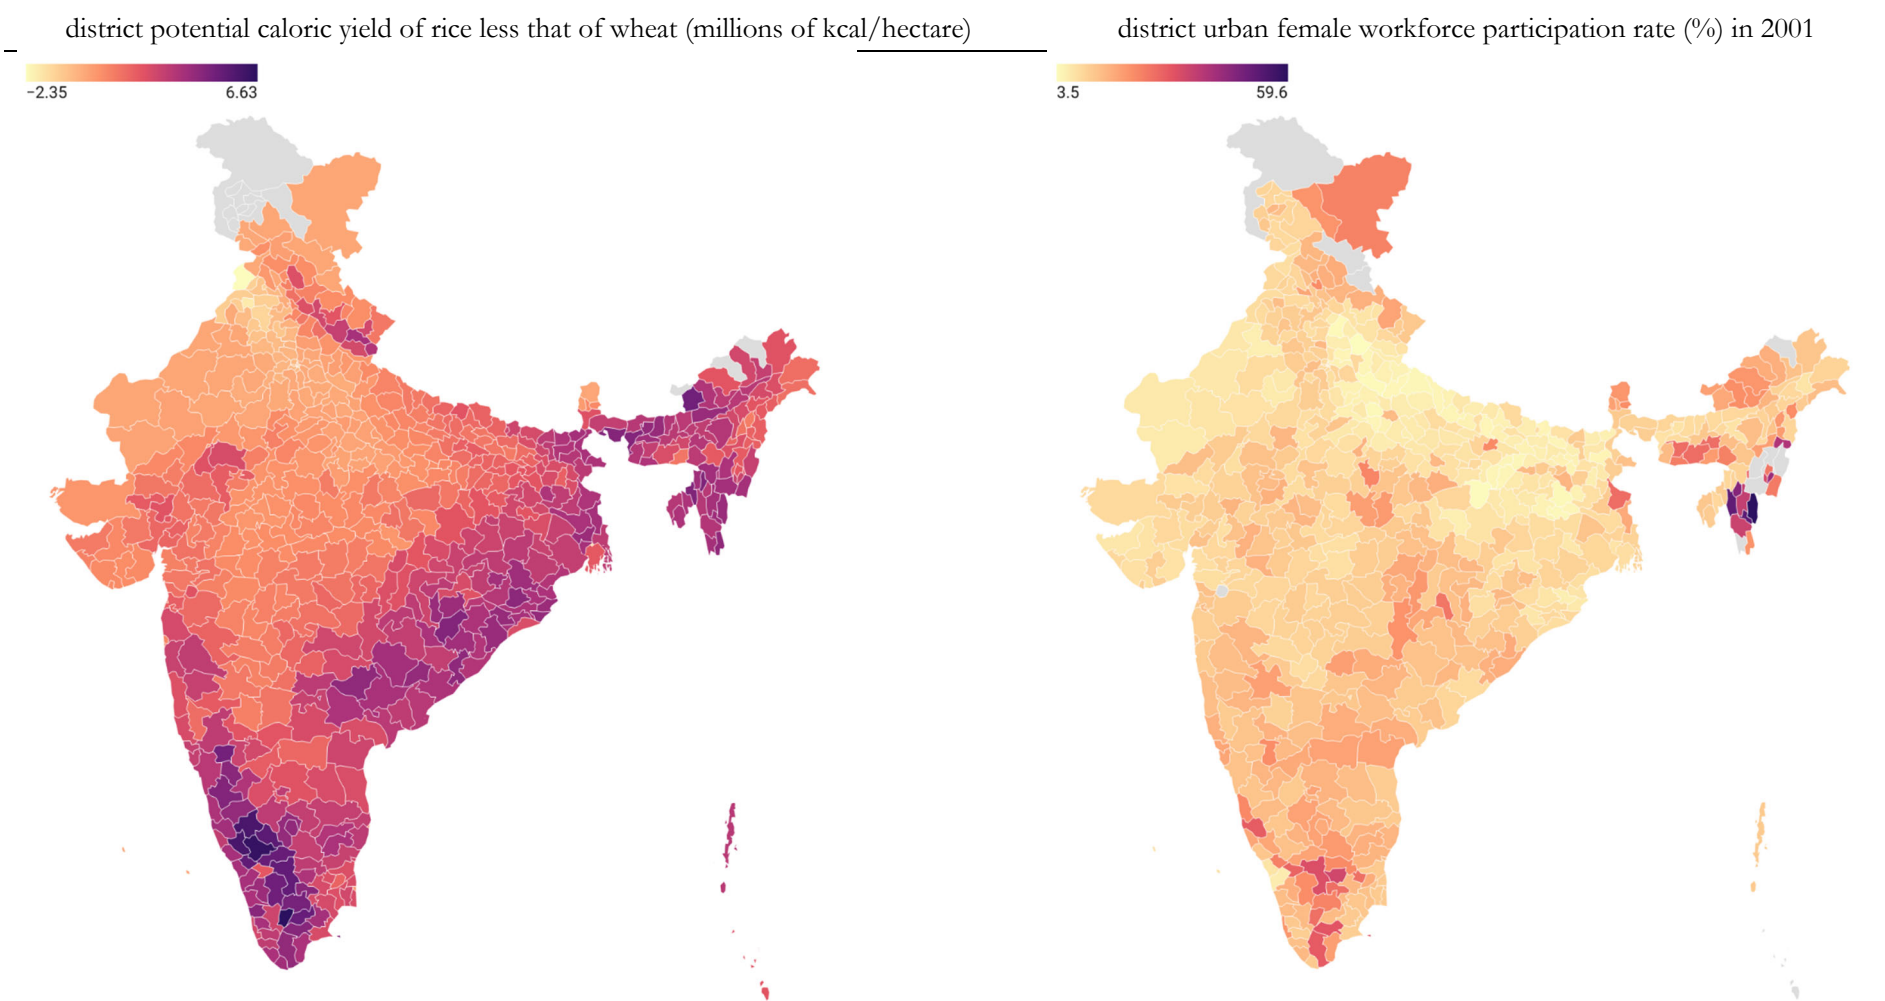 district potential caloric yield of rice less that of wheat (millions of kcal/hectare)
−2.35 6.63
district urban female workforce participation rate (%) in 2001
3.5 59.6